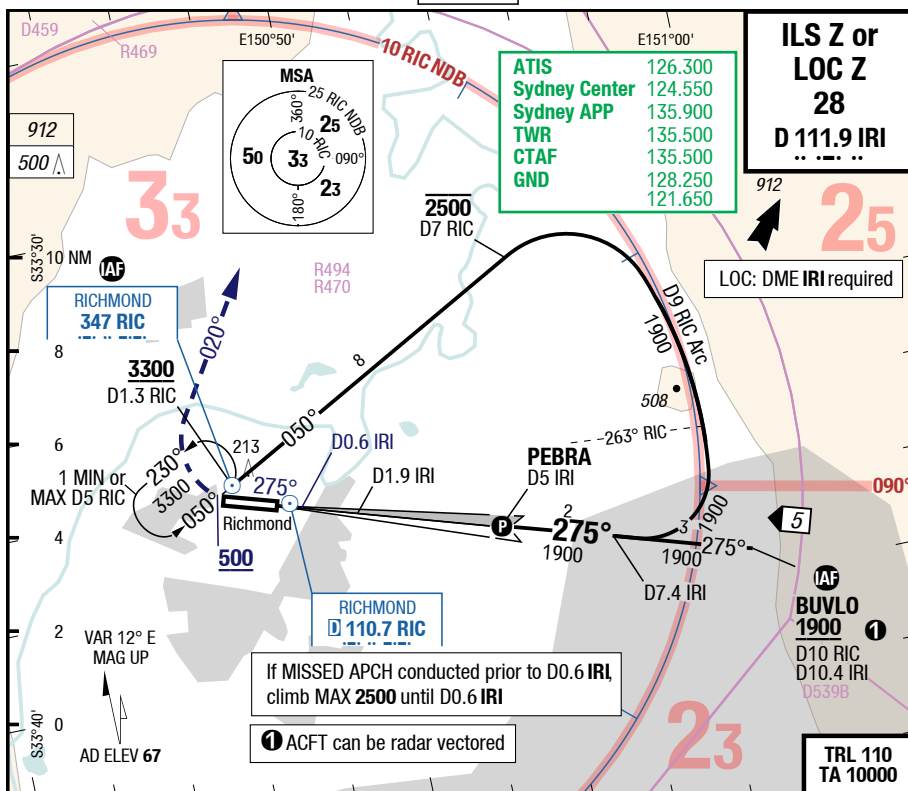 D459
R469
E150°50'
10 RIC NDB
E151°00'
ILS Z or
LOC Z
28
D 111.9 IRI
ATIS 126.300
Sydney Center 124.550
Sydney APP 135.900
TWR 135.500
CTAF 135.500
GND 128.250
121.650
MSA
25 RIC NDB
10 RIC
360°
090°
180°
50
25
33
23
912
500
33
912
25
LOC: DME IRI required
2500
D7 RIC
S33°30'
10 NM
IAF
RICHMOND
347 RIC
R494
R470
020°
8
3300
D1.3 RIC
8
050°
D9 RIC Arc
1900
508
6
213
D0.6 IRI
263° RIC
PEBRA
D5 IRI
D1.9 IRI
1 MIN or
MAX D5 RIC
230°
3300
050°
275°
Richmond
090°
4
500
P
2
275°
1900
3
1900
1900
275°
5
D7.4 IRI
IAF
BUVLO
1900
1
D10 RIC
D10.4 IRI
D539B
RICHMOND
D 110.7 RIC
2
VAR 12° E
MAG UP
If MISSED APCH conducted prior to D0.6 IRI,
climb MAX 2500 until D0.6 IRI
0
S33°40'
AD ELEV 67
1 ACFT can be radar vectored
23
TRL 110
TA 10000